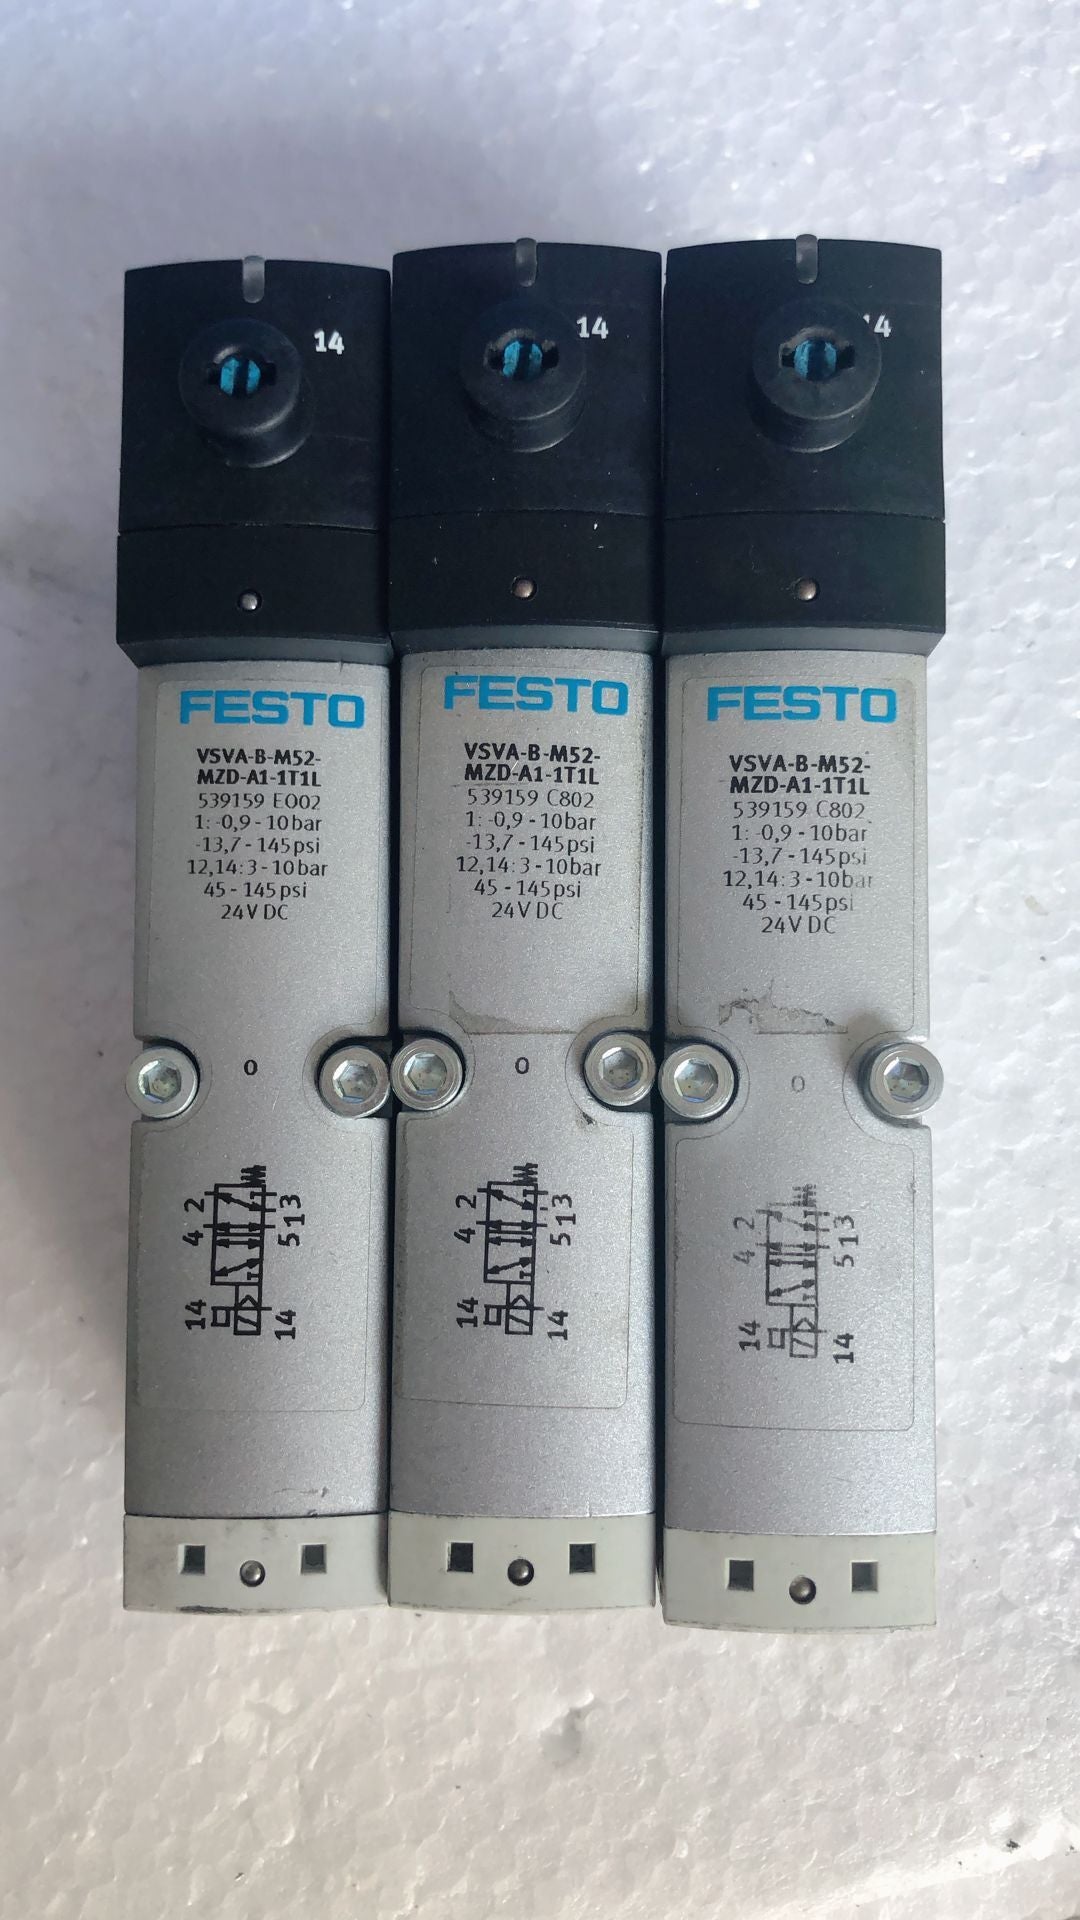 14
FESTO
VSVA-B-M52-
MZD-A1-1T1L
539159 EO02
1: -0,9 - 10bar
-13,7 - 145psi
12,14: 3 - 10bar
45 - 145psi
24V DC
0
2 3
4 5 1
14 14
14
FESTO
VSVA-B-M52-
MZD-A1-1T1L
539159 C802
1: -0,9 - 10bar
-13,7 - 145psi
12,14: 3 - 10bar
45 - 145psi
24V DC
0
2 3
4 5 1
14 14
14
FESTO
VSVA-B-M52-
MZD-A1-1T1L
539159 C802
1: -0,9 - 10bar
-13,7 - 145psi
12,14: 3 - 10bar
45 - 145psi
24V DC
0
2 3
4 5 1
14 14